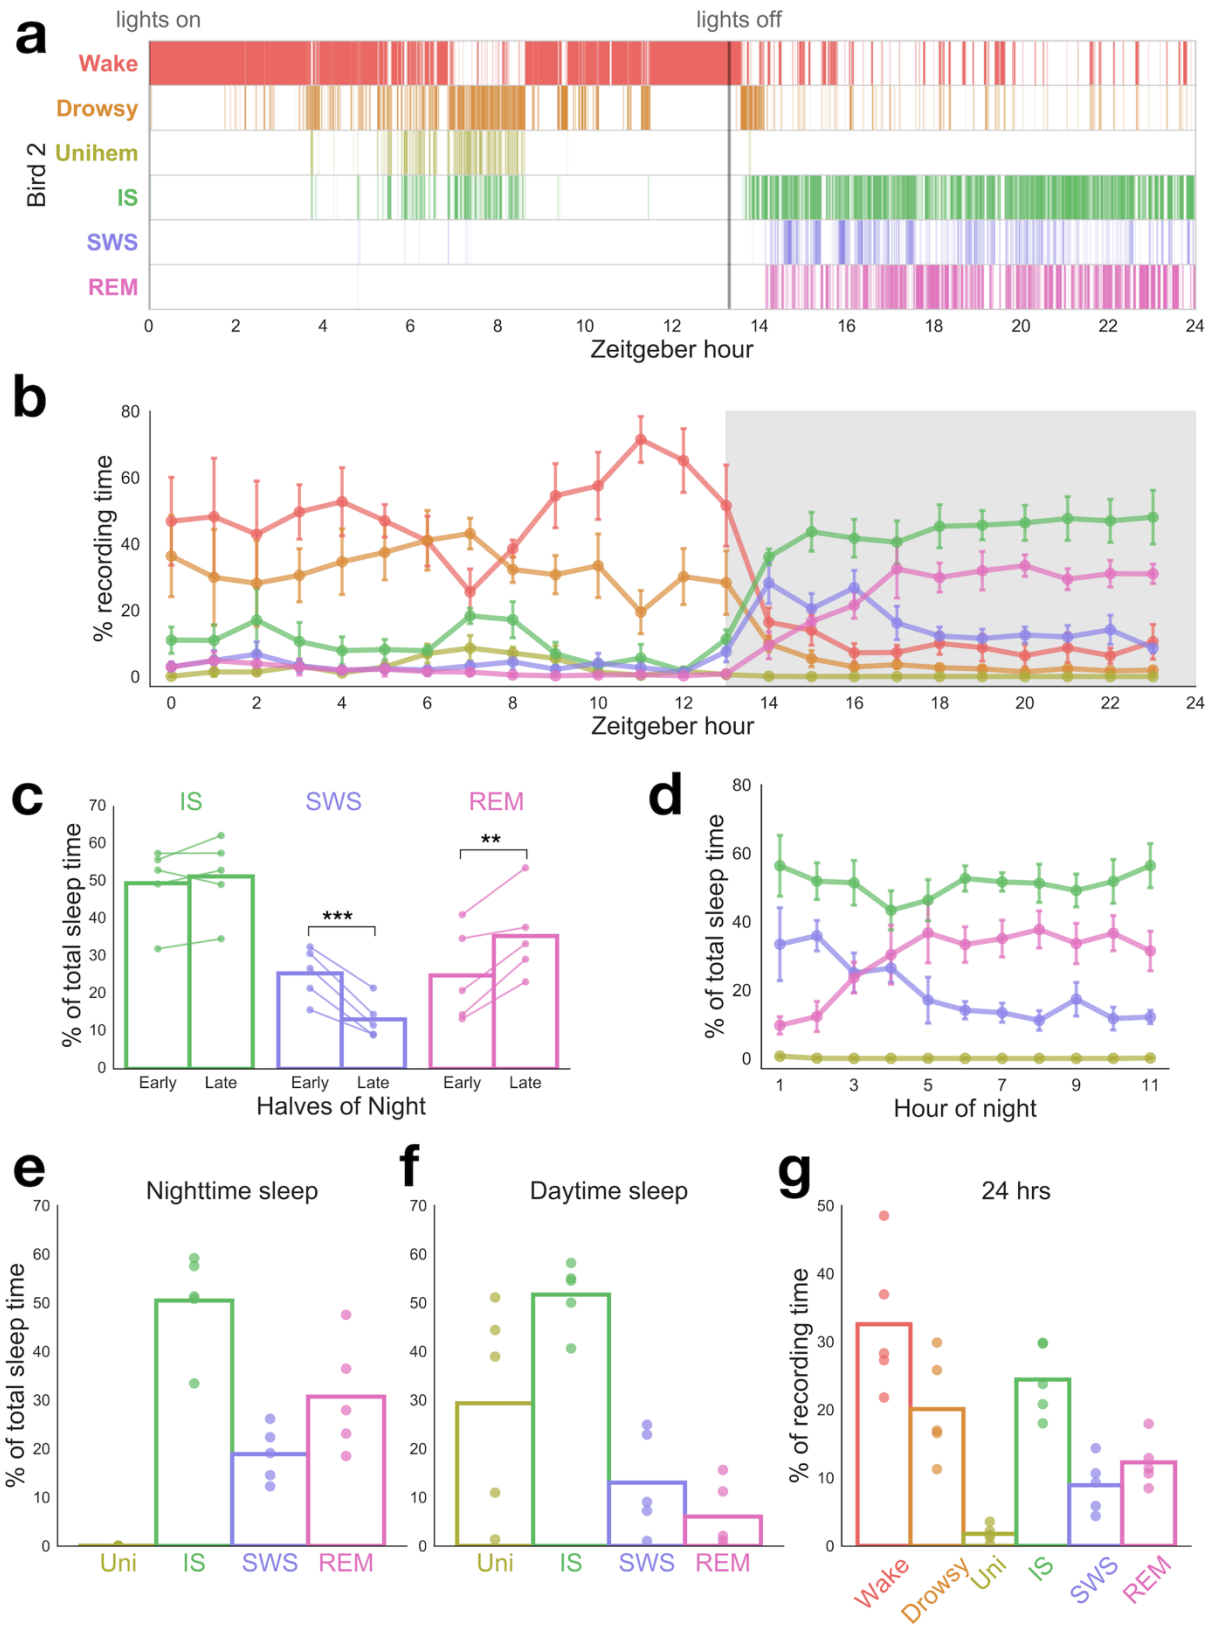 a
lights on
lights off
Bird 2
Wake
Drowsy
Unihem
IS
SWS
REM
0 2 4 6 8 10 12 14 16 18 20 22 24
Zeitgeber hour
b
% recording time
80
60
40
20
0
0 2 4 6 8 10 12 14 16 18 20 22 24
Zeitgeber hour
c
% of total sleep time
IS SWS REM
70
60
50
40
30
20
10
0
**
***
Early Late Early Late Early Late
Halves of Night
d
% of total sleep time
80
60
40
20
0
1 3 5 7 9 11
Hour of night
e
Nighttime sleep
% of total sleep time
70
60
50
40
30
20
10
0
Uni IS SWS REM
f
Daytime sleep
70
60
50
40
30
20
10
0
Uni IS SWS REM
g
24 hrs
% of recording time
50
40
30
20
10
0
Wake Drowsy Uni IS SWS REM